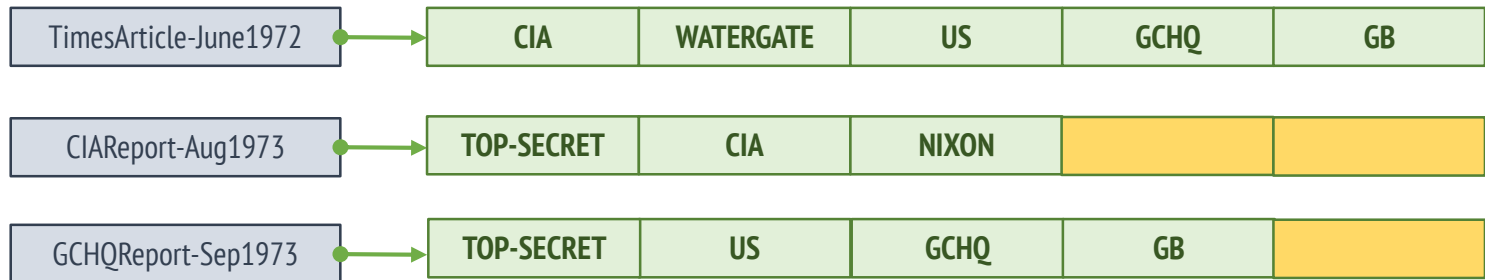 TimesArticle-June1972 CIA WATERGATE US GCHQ GB
CIAReport-Aug1973 TOP-SECRET CIA NIXON
GCHQReport-Sep1973 TOP-SECRET US GCHQ GB